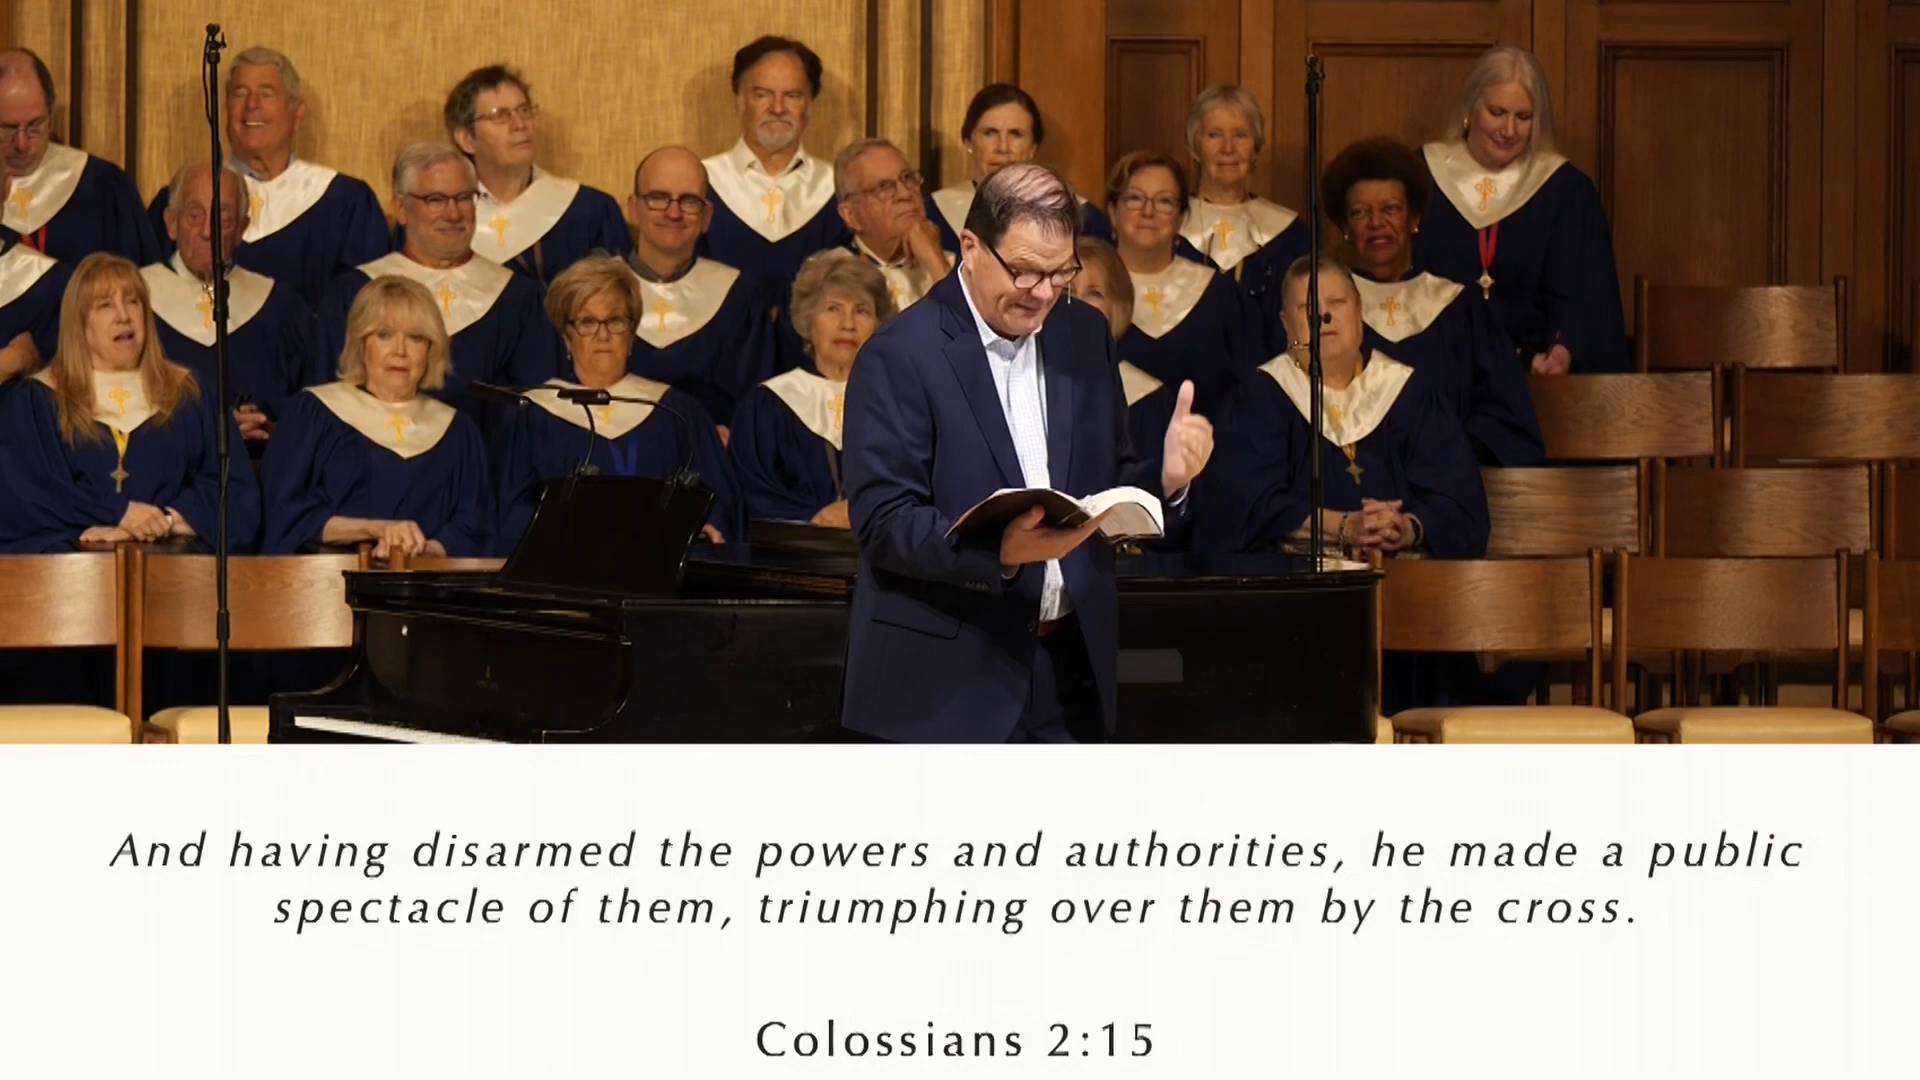 And having disarmed the powers and authorities, he made a public
spectacle of them, triumphing over them by the cross.
Colossians 2:15